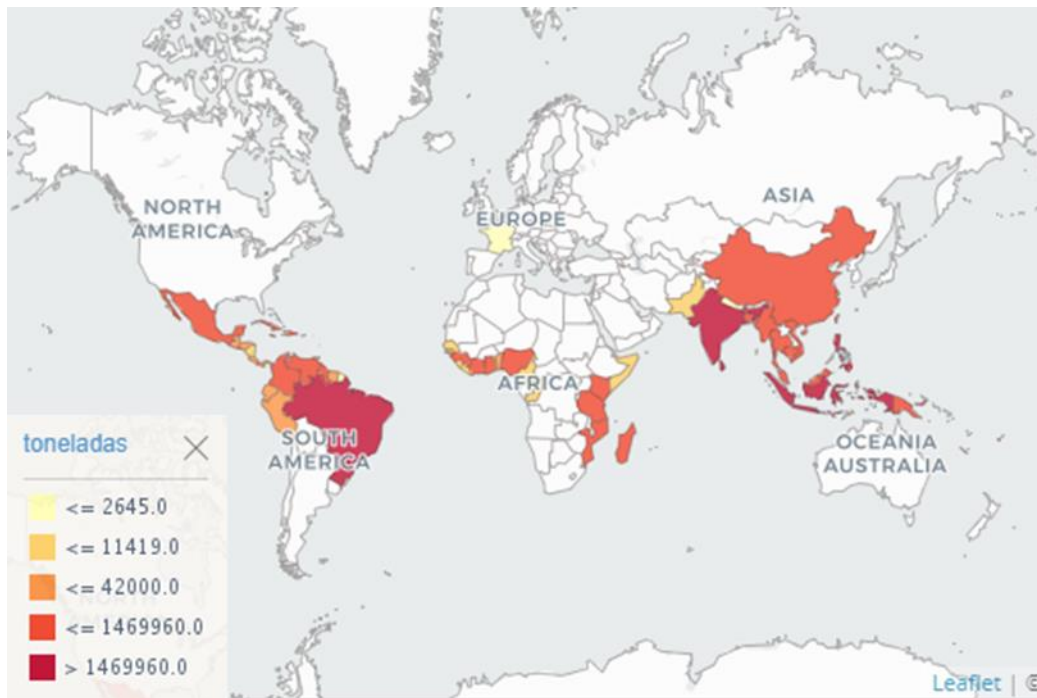 NORTH
AMERICA
EUROPE
ASIA
AFRICA
SOUTH
AMERICA
OCEANIA
AUSTRALIA
toneladas
<= 2645.0
<= 11419.0
<= 42000.0
<= 1469960.0
> 1469960.0
Leaflet | ©